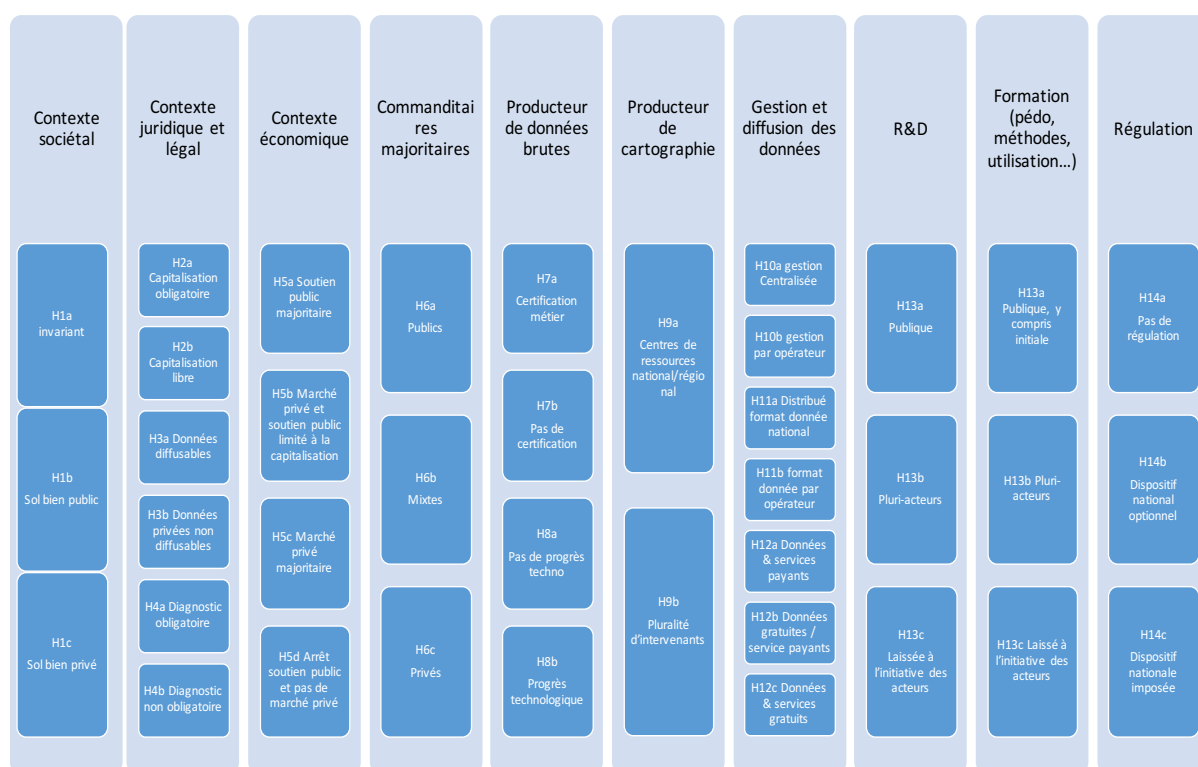 Contexte
sociétal
H1a
invariant
H1b
Sol bien public
H1c
Sol bien privé
Contexte
juridique et
légal
H2a
Capitalisation
obligatoire
H2b
Capitalisation
libre
H3a Données
diffusables
H3b Données
privées non
diffusables
H4a Diagnostic
obligatoire
H4b Diagnostic
non obligatoire
Contexte
économique
H5a Soutien
public
majoritaire
H5b Marché
privé et
soutien public
limité à la
capitalisation
H5c Marché
privé
majoritaire
H5d Arrêt
soutien public
et pas de
marché privé
Commanditai
res
majoritaires
H6a
Publics
H6b
Mixtes
H6c
Privés
Producteur
de données
brutes
H7a
Certification
métier
H7b
Pas de
certification
H8a
Pas de progrès
techno
H8b
Progrès
technologique
Producteur
de
cartographie
H9a
Centres de
ressources
national/régio
nal
H9b
Pluralité
d'intervenants
Gestion et
diffusion des
données
H10a gestion
Centralisée
H10b gestion
par opérateur
H11a Distribué
format donnée
national
H11b format
donnée par
opérateur
H12a Données
& services
payants
H12b Données
gratuites /
service payants
H12c Données
& services
gratuits
R&D
H13a
Publique
H13b
Pluri-acteurs
H13c
Laissée à
l'initiative des
acteurs
Formation
(pédo,
méthodes,
utilisation…)
H13a
Publique, y
compris
initiale
H13b Pluri-
acteurs
H13c Laissé à
l'initiative des
acteurs
Régulation
H14a
Pas de
régulation
H14b
Dispositif
national
optionnel
H14c
Dispositif
nationale
imposée